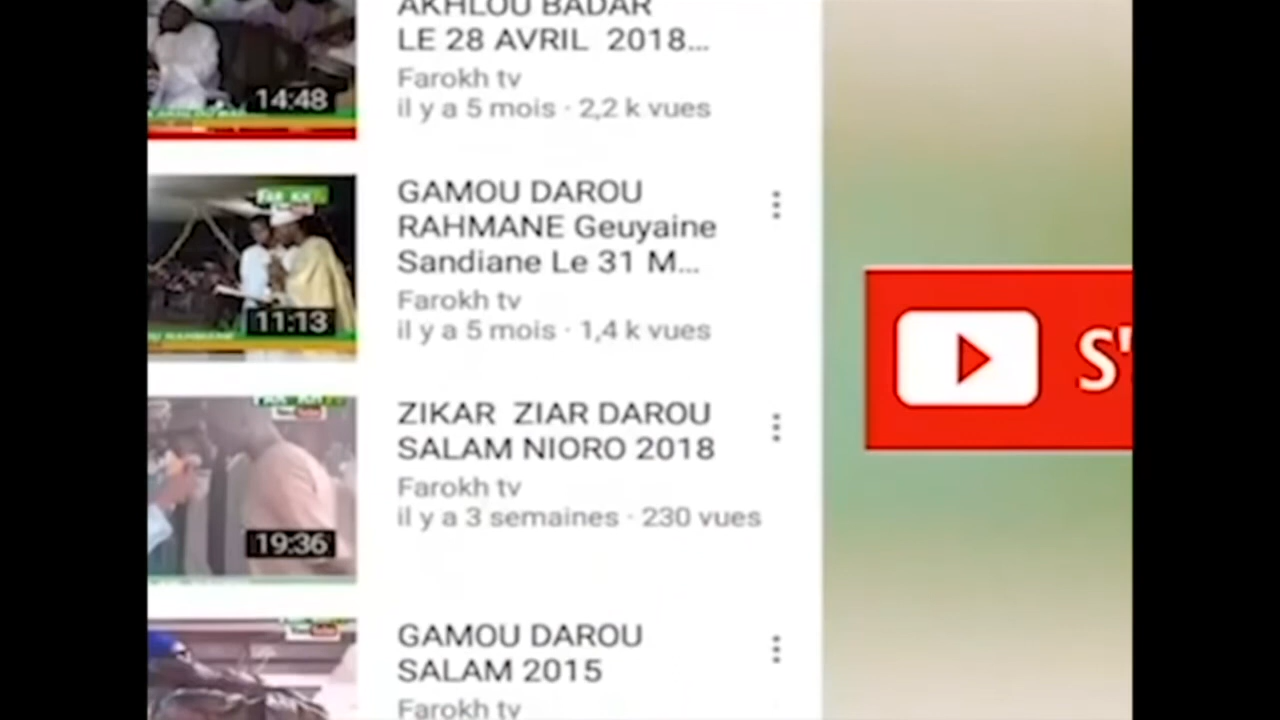 AKHLOU BADAR
LE 28 AVRIL 2018...
Farokh tv
il y a 5 mois · 2,2 k vues
14:48
GAMOU DAROU
RAHMANE Geuyaine
Sandiane Le 31 M...
Farokh tv
il y a 5 mois · 1,4 k vues
11:13
ZIKAR ZIAR DAROU
SALAM NIORO 2018
Farokh tv
il y a 3 semaines · 230 vues
19:36
GAMOU DAROU
SALAM 2015
Farokh tv
S'